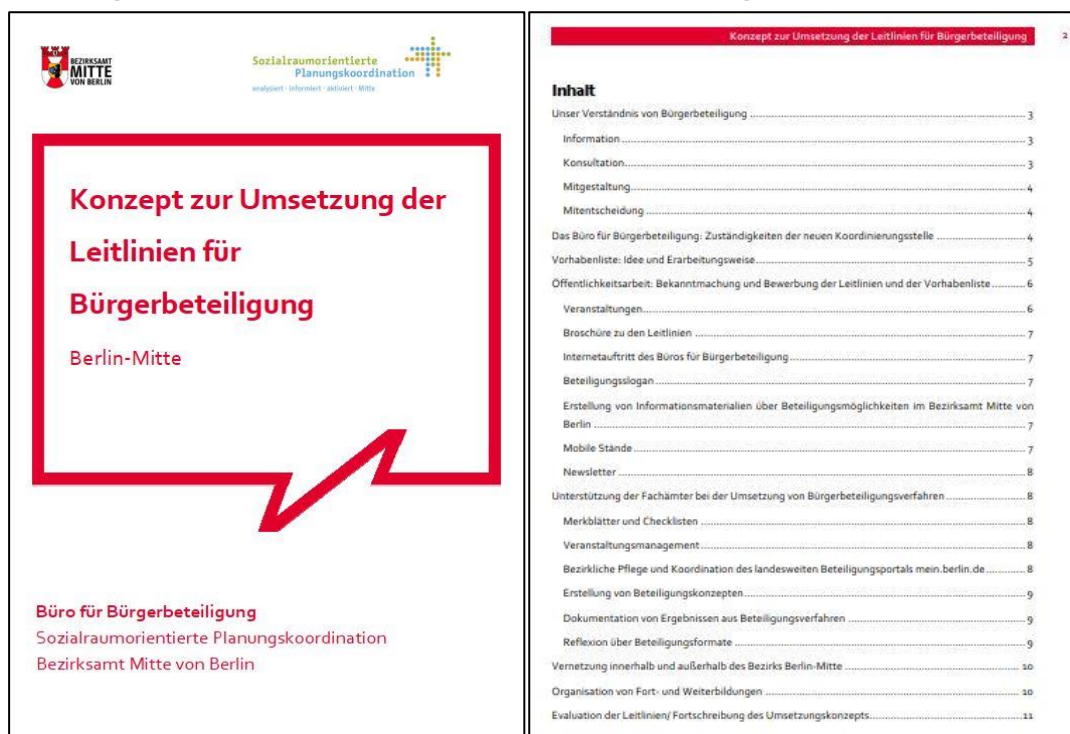 BEZIRKSAMT
MITTE
VON BERLIN
Sozialraumorientierte
Planungskoordination
analysiert · informiert · aktiviert · Mitte
Konzept zur Umsetzung der
Leitlinien für
Bürgerbeteiligung
Berlin-Mitte
Büro für Bürgerbeteiligung
Sozialraumorientierte Planungskoordination
Bezirksamt Mitte von Berlin
Konzept zur Umsetzung der Leitlinien für Bürgerbeteiligung 2
Inhalt
Unser Verständnis von Bürgerbeteiligung ... 3
Information ... 3
Konsultation ... 3
Mitgestaltung ... 4
Mitentscheidung ... 4
Das Büro für Bürgerbeteiligung: Zuständigkeiten der neuen Koordinierungsstelle ... 4
Vorhabenliste: Idee und Erarbeitungsweise ... 5
Öffentlichkeitsarbeit: Bekanntmachung und Bewerbung der Leitlinien und der Vorhabenliste ... 6
Veranstaltungen ... 6
Broschüre zu den Leitlinien ... 7
Internetauftritt des Büros für Bürgerbeteiligung ... 7
Beteiligungsslogan ... 7
Erstellung von Informationsmaterialien über Beteiligungsmöglichkeiten im Bezirksamt Mitte von
Berlin ... 7
Mobile Stände ... 7
Newsletter ... 8
Unterstützung der Fachämter bei der Umsetzung von Bürgerbeteiligungsverfahren ... 8
Merkblätter und Checklisten ... 8
Veranstaltungsmanagement ... 8
Bezirkliche Pflege und Koordination des landesweiten Beteiligungsportals mein.berlin.de ... 8
Erstellung von Beteiligungskonzepten ... 9
Dokumentation von Ergebnissen aus Beteiligungsverfahren ... 9
Reflexion über Beteiligungsformate ... 9
Vernetzung innerhalb und außerhalb des Bezirks Berlin-Mitte ... 10
Organisation von Fort- und Weiterbildungen ... 10
Evaluation der Leitlinien/ Fortschreibung des Umsetzungskonzepts ... 11